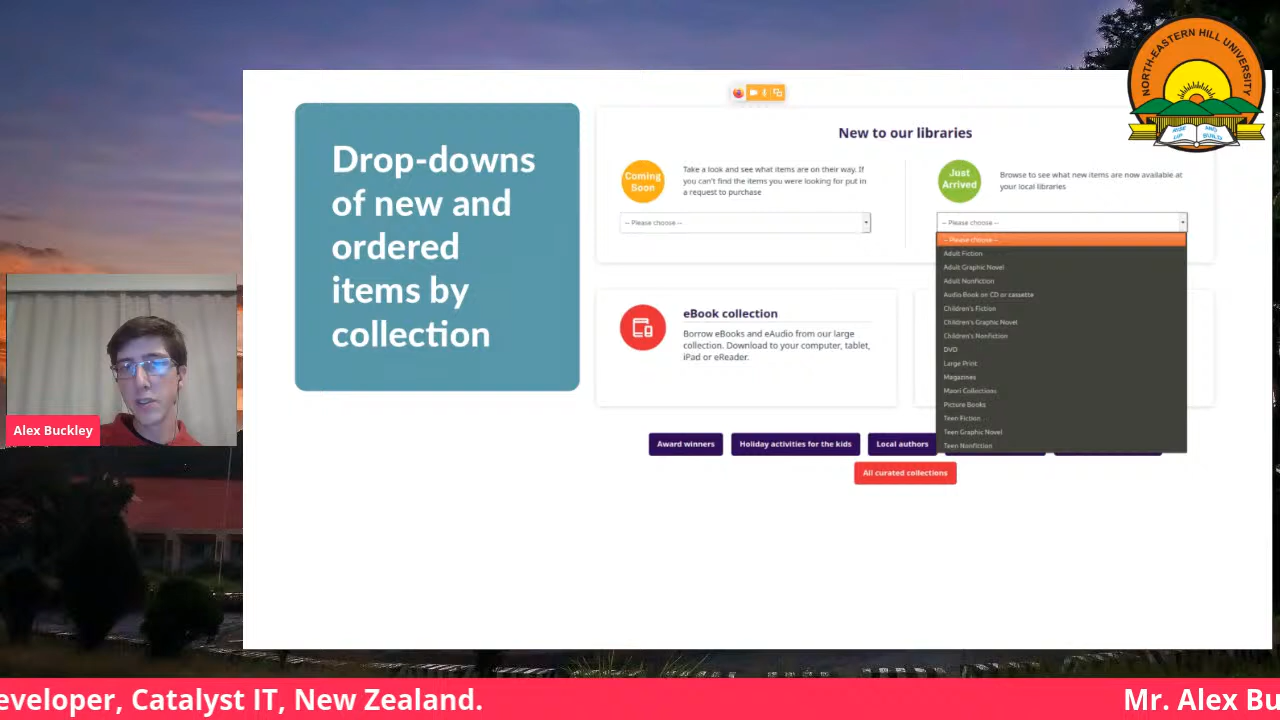 NORTH-EASTERN HILL UNIVERSITY
RISE UP AND BUILD
New to our libraries
Drop-downs
of new and
ordered
items by
collection
Coming
Soon
Take a look and see what items are on their way. If
you can't find the items you were looking for put in
a request to purchase
-- Please choose --
Just
Arrived
Browse to see what new items are now available at
your local libraries
-- Please choose --
-- Please choose --
Adult Fiction
Adult Graphic Novel
Adult Nonfiction
Audio Book on CD or cassette
Children's Fiction
Children's Graphic Novel
Children's Nonfiction
DVD
Large Print
Magazines
Maori Collections
Picture Books
Teen Fiction
Teen Graphic Novel
Teen Nonfiction
eBook collection
Borrow eBooks and eAudio from our large
collection. Download to your computer, tablet,
iPad or eReader.
Award winners
Holiday activities for the kids
Local authors
All curated collections
Alex Buckley
eveloper, Catalyst IT, New Zealand.
Mr. Alex Bu